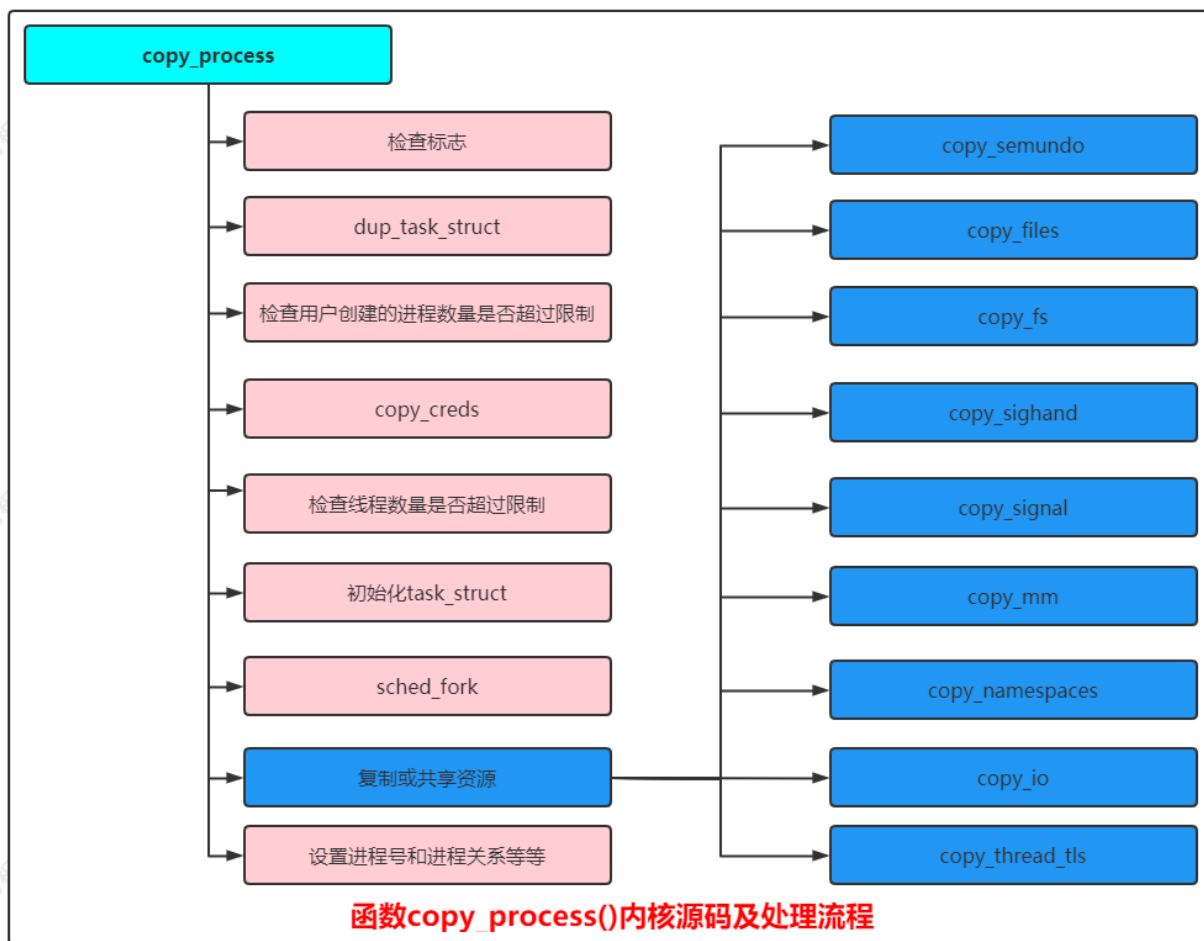 copy_process
检查标志
dup_task_struct
检查用户创建的进程数量是否超过限制
copy_creds
检查线程数量是否超过限制
初始化task_struct
sched_fork
复制或共享资源
设置进程号和进程关系等等
copy_semundo
copy_files
copy_fs
copy_sighand
copy_signal
copy_mm
copy_namespaces
copy_io
copy_thread_tls
函数copy_process()内核源码及处理流程